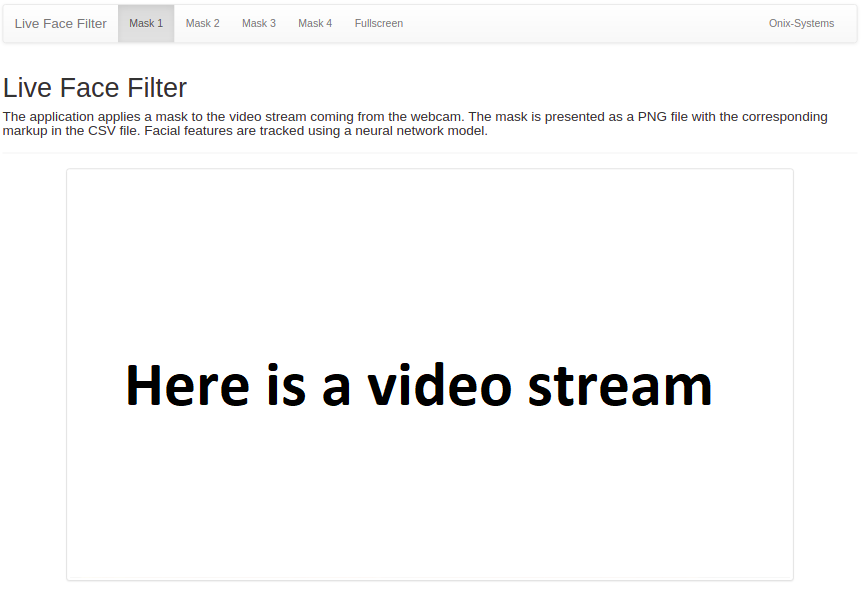 Live Face Filter Mask 1 Mask 2 Mask 3 Mask 4 Fullscreen Onix-Systems
Live Face Filter
The application applies a mask to the video stream coming from the webcam. The mask is presented as a PNG file with the corresponding
markup in the CSV file. Facial features are tracked using a neural network model.
Here is a video stream